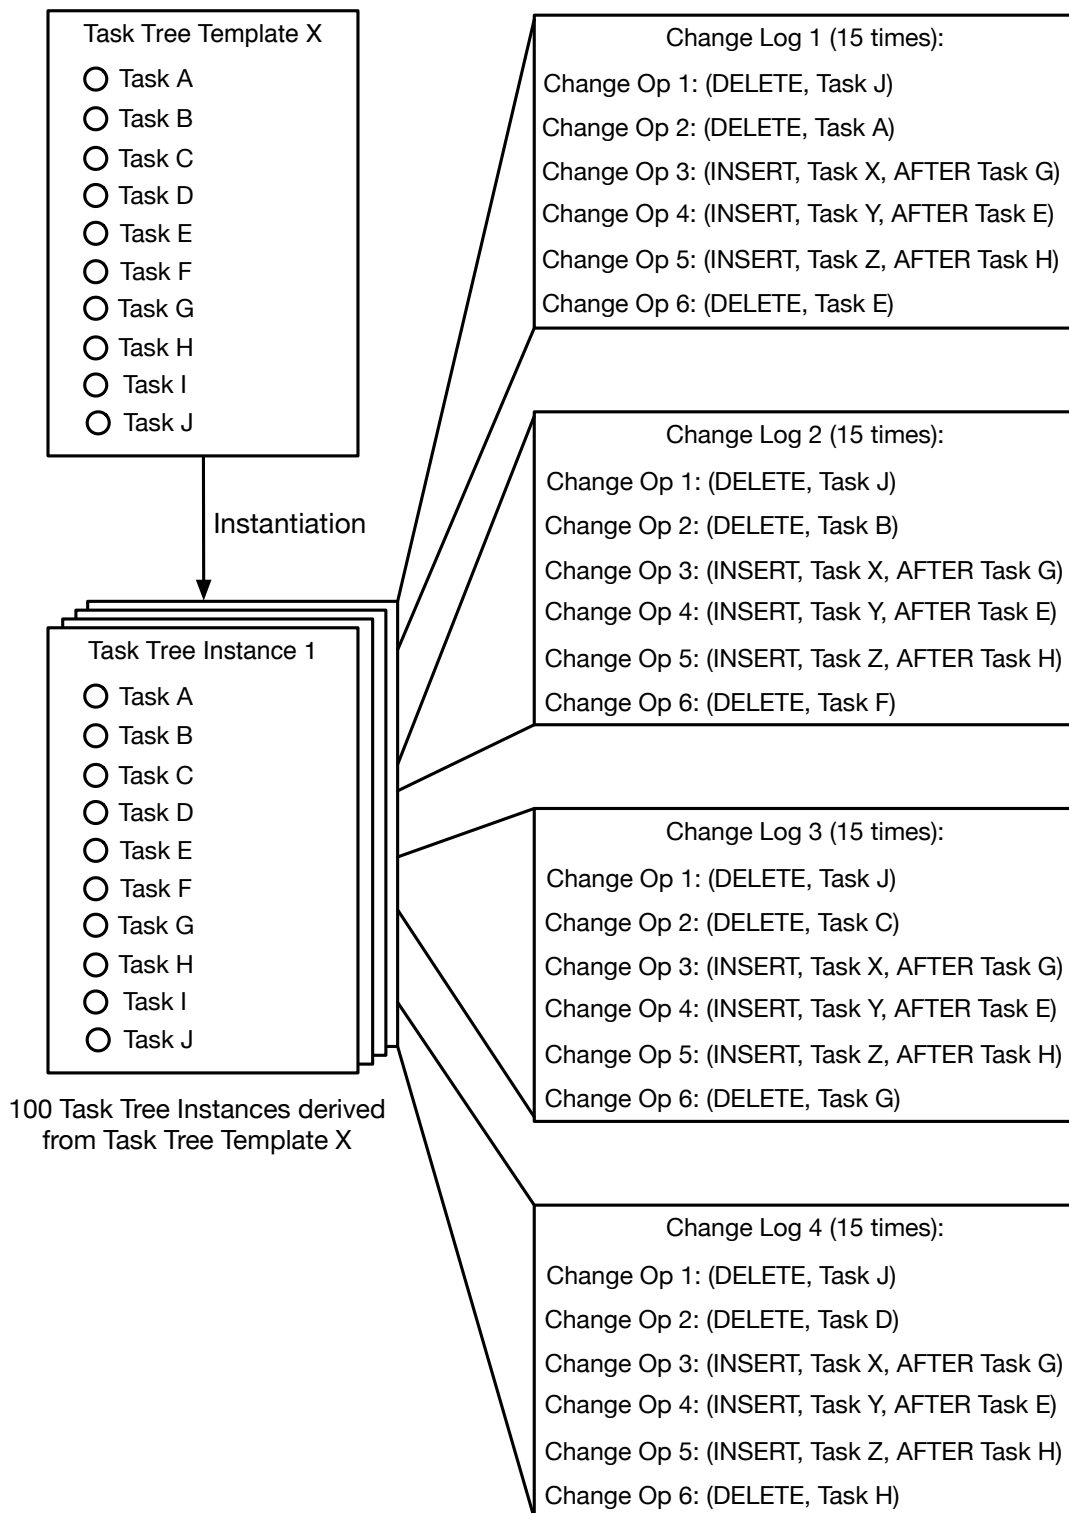 Task Tree Template X
Task A
Task B
Task C
Task D
Task E
Task F
Task G
Task H
Task I
Task J
Instantiation
Task Tree Instance 1
Task A
Task B
Task C
Task D
Task E
Task F
Task G
Task H
Task I
Task J
100 Task Tree Instances derived
from Task Tree Template X
Change Log 1 (15 times):
Change Op 1: (DELETE, Task J)
Change Op 2: (DELETE, Task A)
Change Op 3: (INSERT, Task X, AFTER Task G)
Change Op 4: (INSERT, Task Y, AFTER Task E)
Change Op 5: (INSERT, Task Z, AFTER Task H)
Change Op 6: (DELETE, Task E)
Change Log 2 (15 times):
Change Op 1: (DELETE, Task J)
Change Op 2: (DELETE, Task B)
Change Op 3: (INSERT, Task X, AFTER Task G)
Change Op 4: (INSERT, Task Y, AFTER Task E)
Change Op 5: (INSERT, Task Z, AFTER Task H)
Change Op 6: (DELETE, Task F)
Change Log 3 (15 times):
Change Op 1: (DELETE, Task J)
Change Op 2: (DELETE, Task C)
Change Op 3: (INSERT, Task X, AFTER Task G)
Change Op 4: (INSERT, Task Y, AFTER Task E)
Change Op 5: (INSERT, Task Z, AFTER Task H)
Change Op 6: (DELETE, Task G)
Change Log 4 (15 times):
Change Op 1: (DELETE, Task J)
Change Op 2: (DELETE, Task D)
Change Op 3: (INSERT, Task X, AFTER Task G)
Change Op 4: (INSERT, Task Y, AFTER Task E)
Change Op 5: (INSERT, Task Z, AFTER Task H)
Change Op 6: (DELETE, Task H)